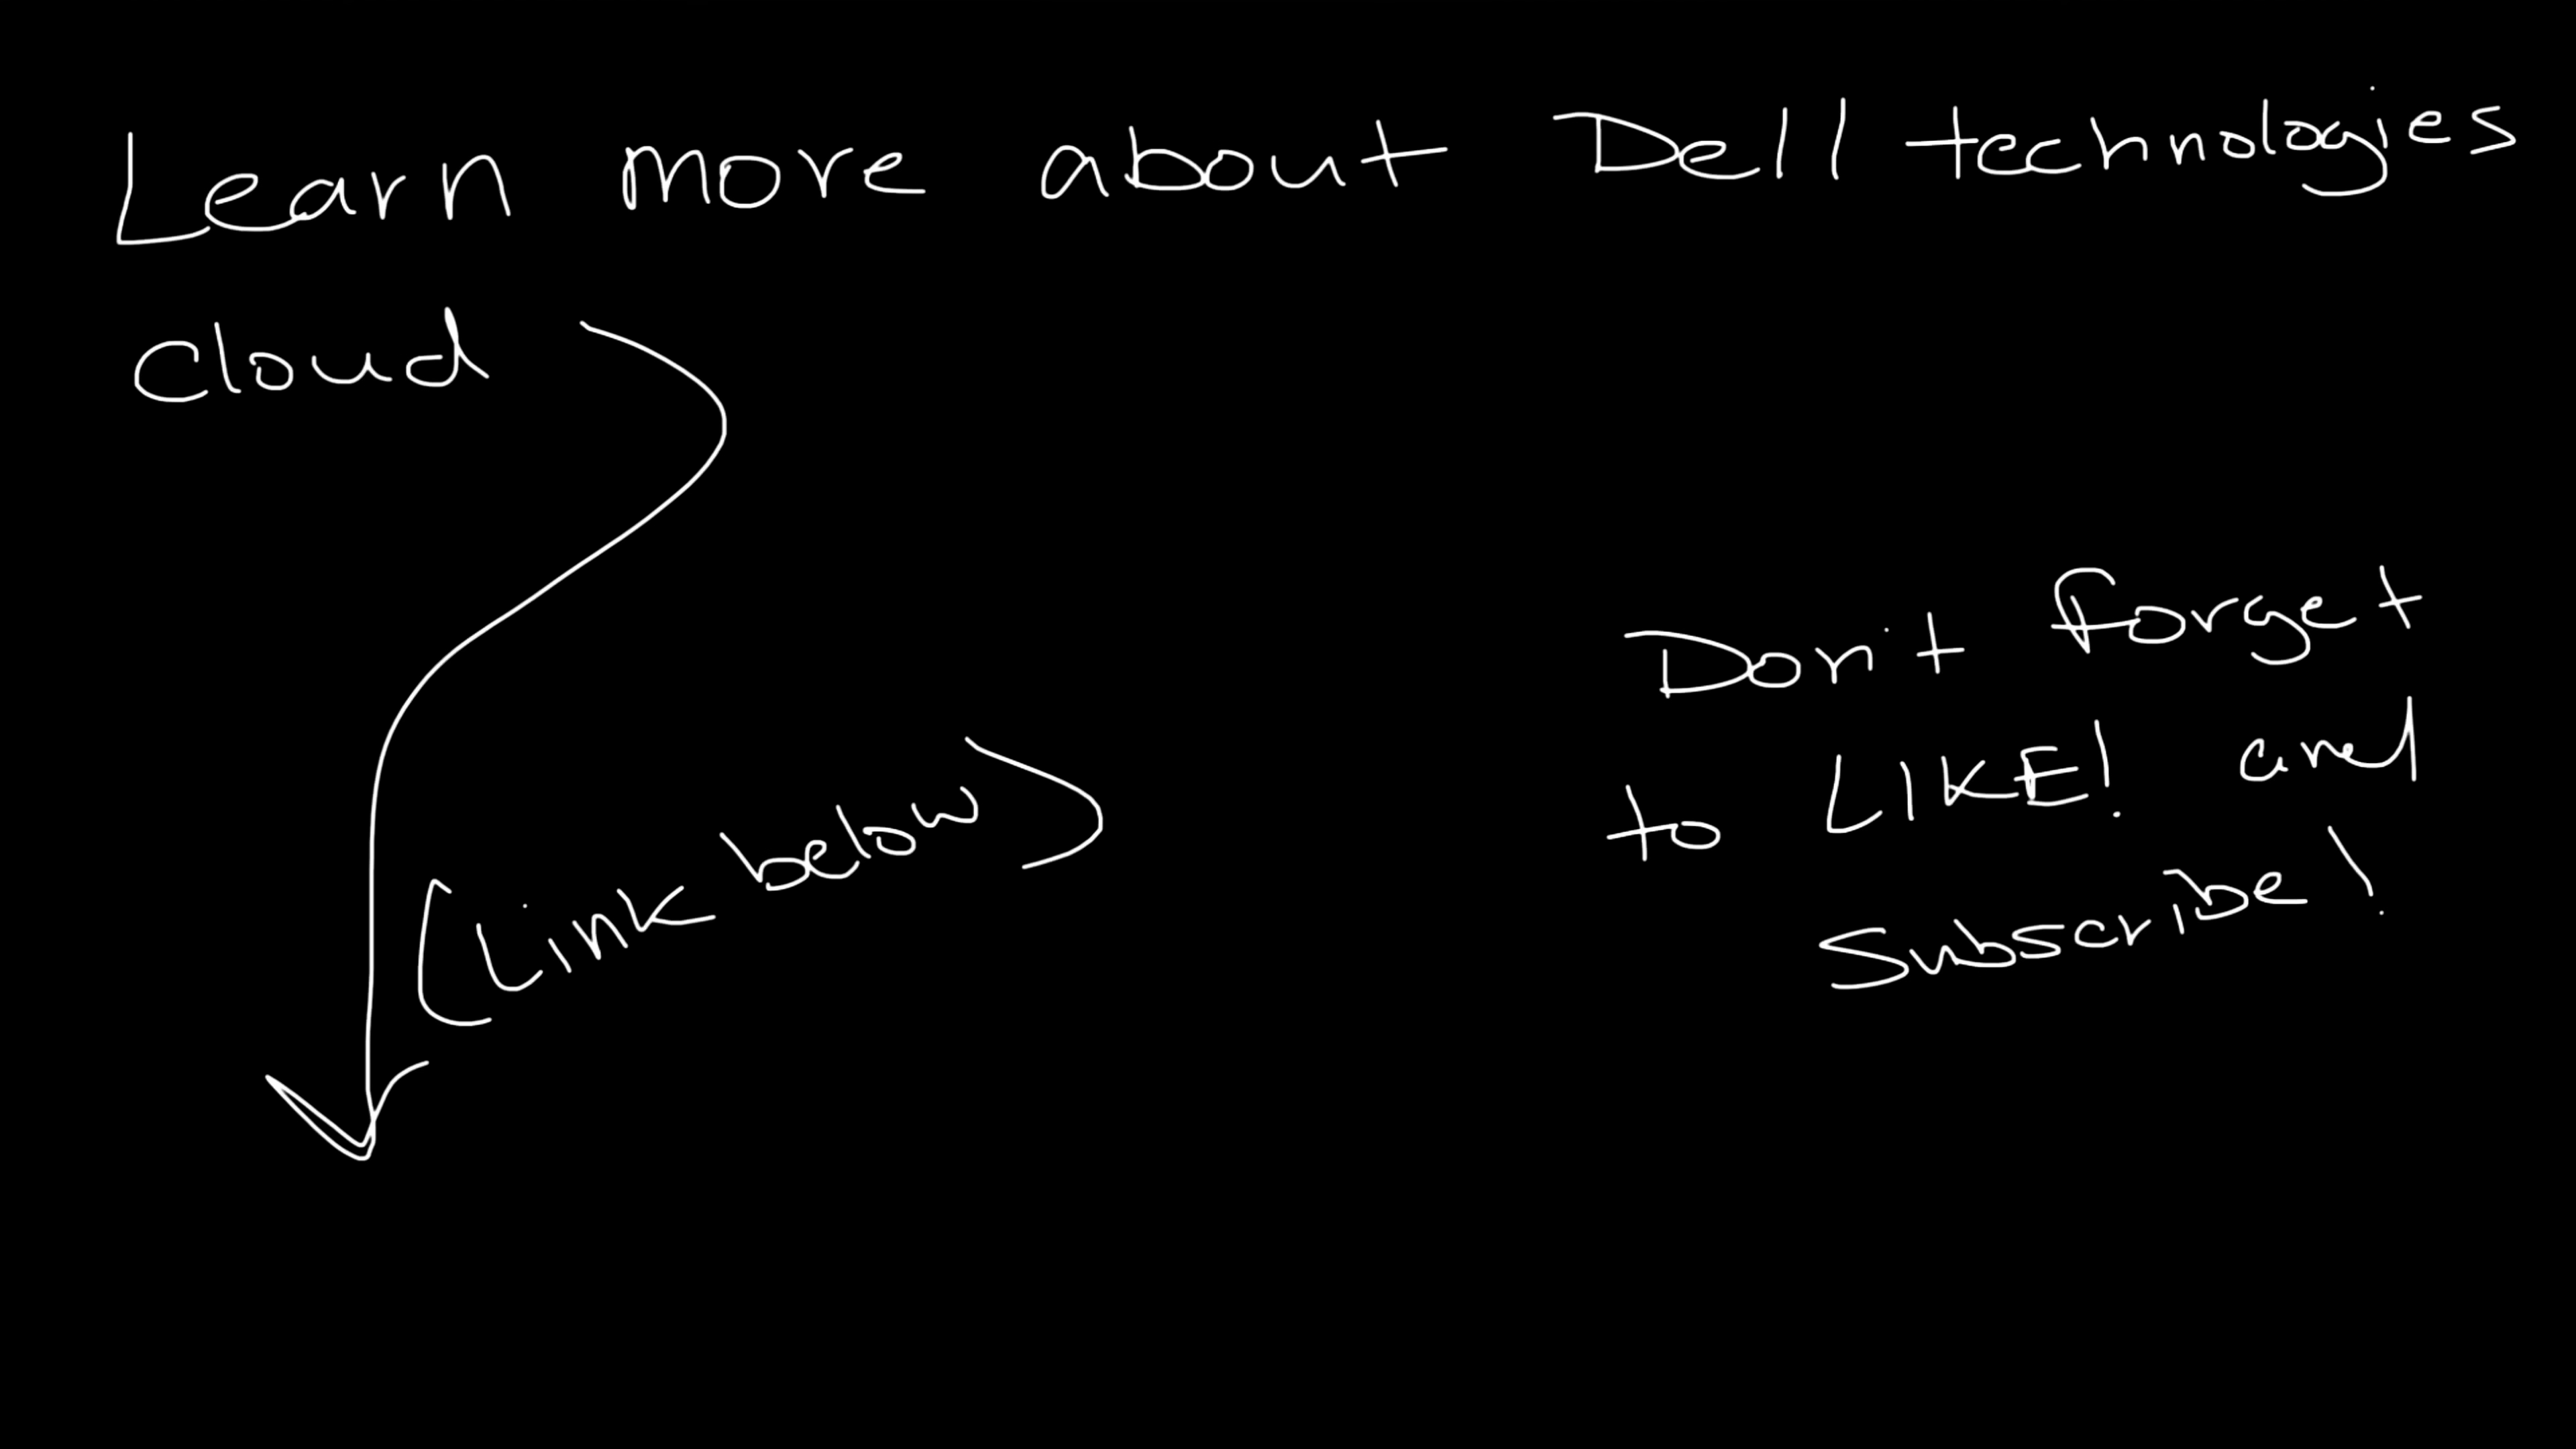 Learn more about Dell technologies
cloud
(Link below)
Don't forget
to LIKE! and
Subscribe!